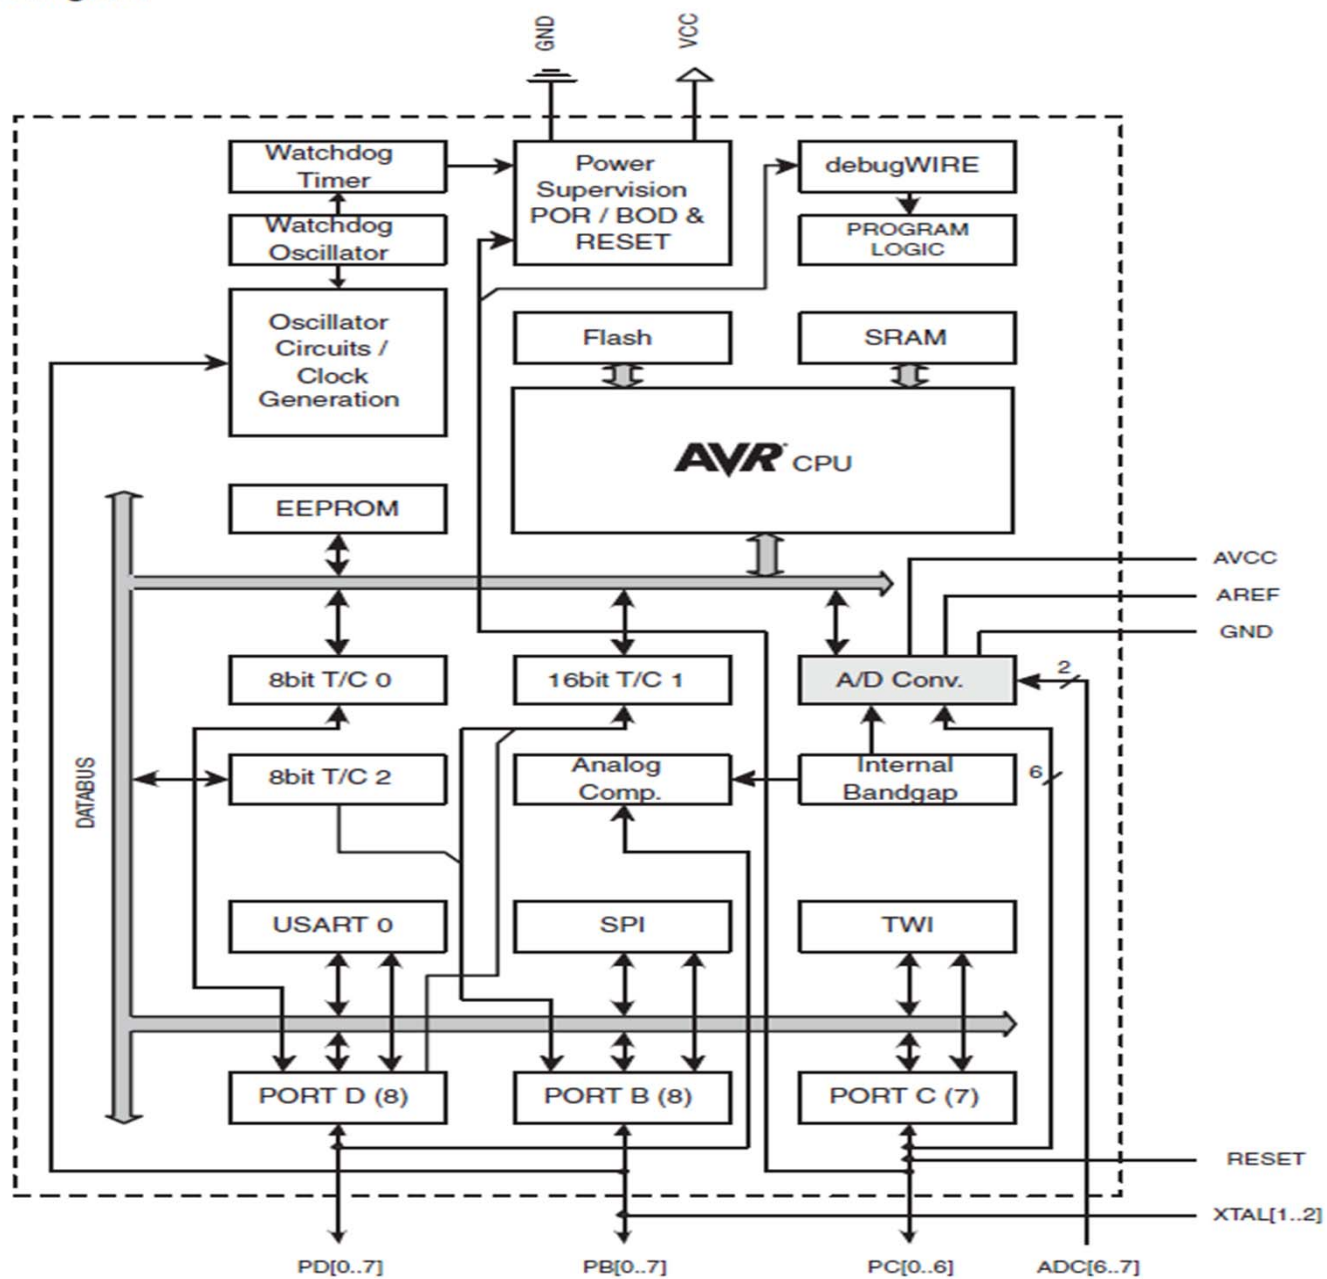 GND
VCC
Watchdog
Timer
Power
Supervision
POR / BOD &
RESET
debugWIRE
Watchdog
Oscillator
PROGRAM
LOGIC
Oscillator
Circuits /
Clock
Generation
Flash
SRAM
AVR CPU
EEPROM
AVCC
AREF
GND
8bit T/C 0
16bit T/C 1
A/D Conv.
2
DATABUS
8bit T/C 2
Analog
Comp.
Internal
Bandgap
6
USART 0
SPI
TWI
PORT D (8)
PORT B (8)
PORT C (7)
RESET
XTAL[1..2]
PD[0..7]
PB[0..7]
PC[0..6]
ADC[6..7]